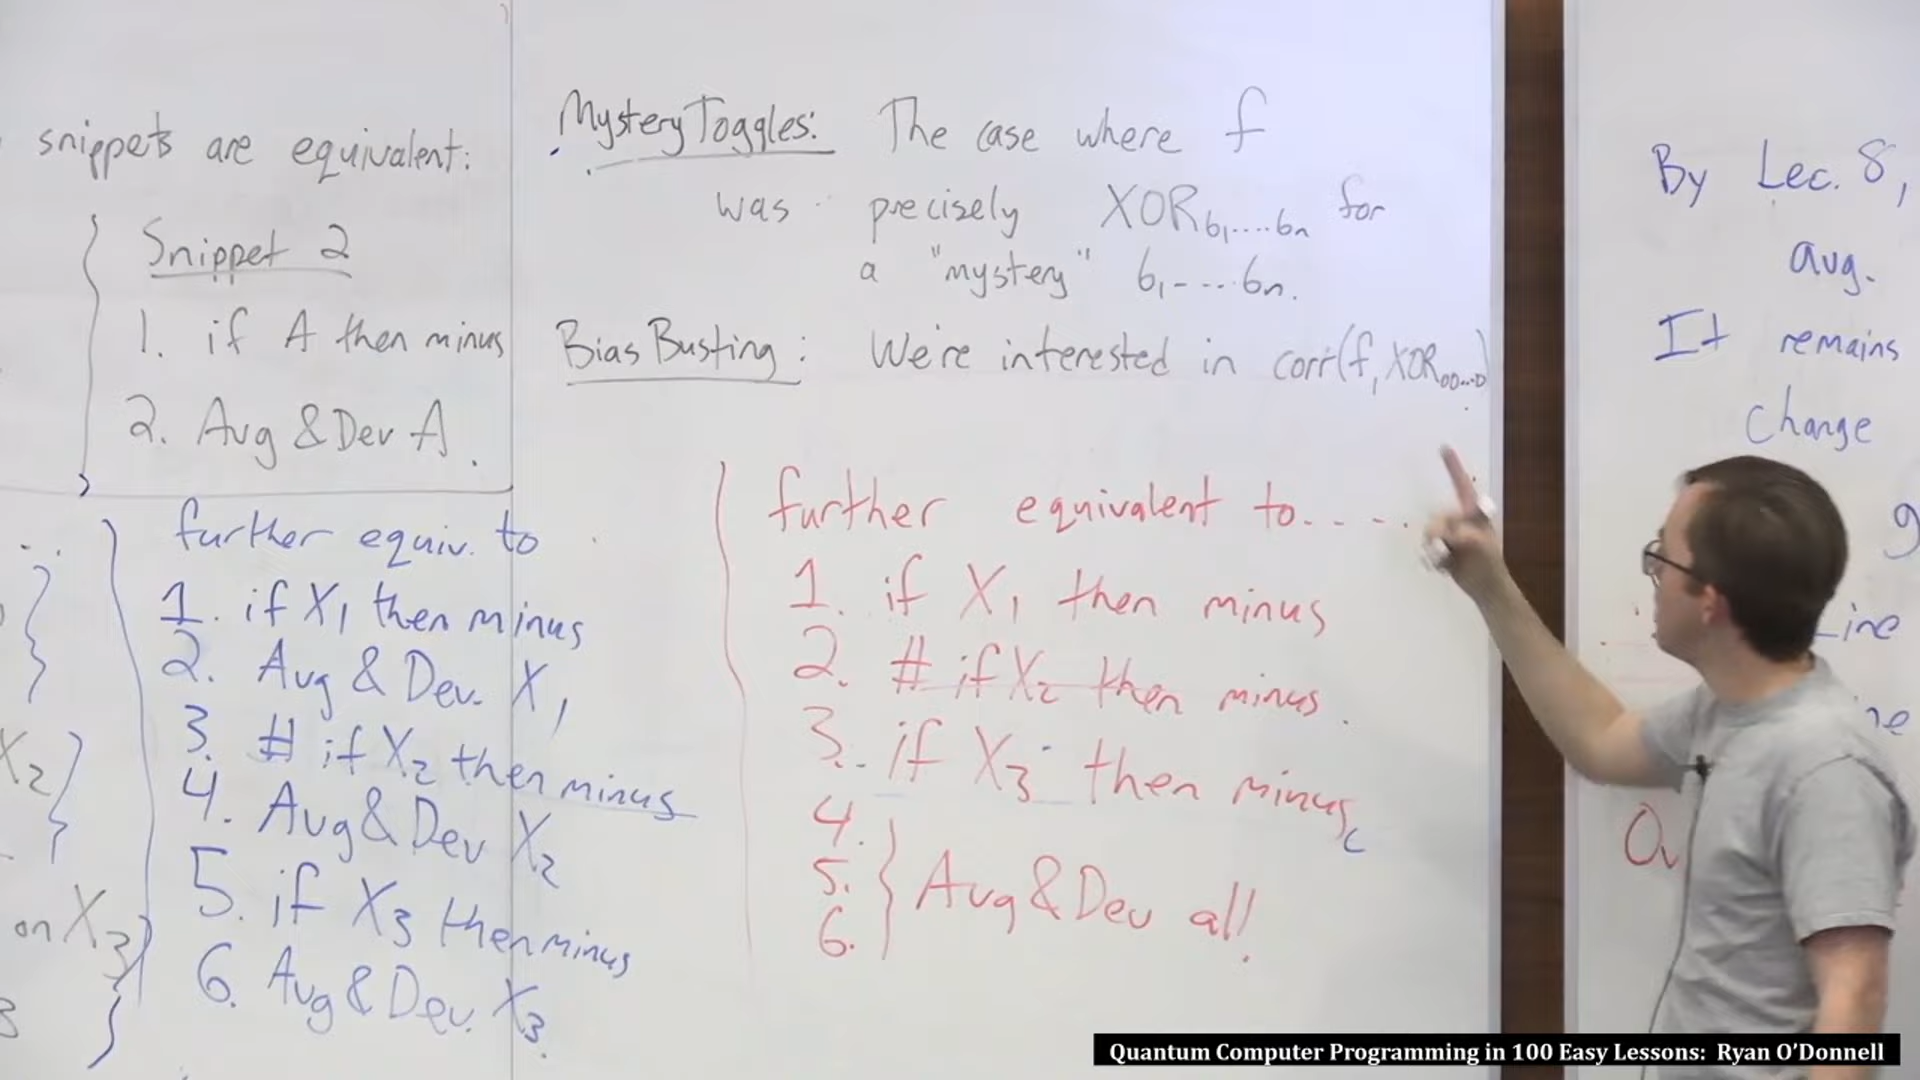 snippets are equivalent:
Snippet 2
1. if A then minus
2. Avg & Dev A.
further equiv. to
1. if X1 then minus
2. Avg & Dev. X1
3. # if X2 then minus
4. Avg & Dev X2
5. if X3 then minus
6. Avg & Dev. X3.
X2
on X3
3
Mystery Toggles: The case where f
was precisely XOR b1,....bn for
a "mystery" b1-...bn.
Bias Busting: We're interested in corr(f, XOR 00...0)
further equivalent to....
1. if X1 then minus
2. # if X2 then minus.
3. if X3 then minus
4.
5. Avg & Dev all.
6.
By Lec. 8,
avg.
It remains
change
Quantum Computer Programming in 100 Easy Lessons: Ryan O'Donnell